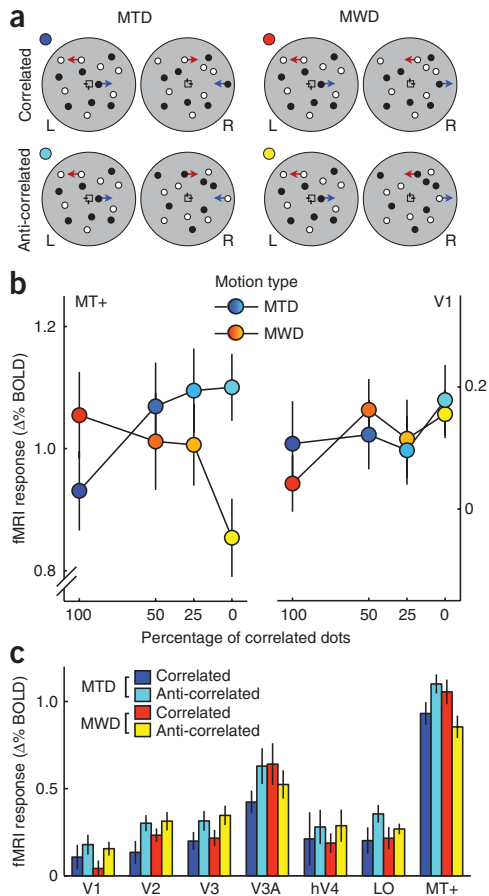 a
MTD
MWD
Correlated
L
R
L
R
Anti-correlated
L
R
L
R
b
Motion type
MT+
MTD
MWD
V1
fMRI response (Δ% BOLD)
1.2
1.0
0.8
0.2
0
100
50
25
0
100
50
25
0
Percentage of correlated dots
c
MTD
Correlated
Anti-correlated
MWD
Correlated
Anti-correlated
fMRI response (Δ% BOLD)
1.0
0.5
0
V1
V2
V3
V3A
hV4
LO
MT+